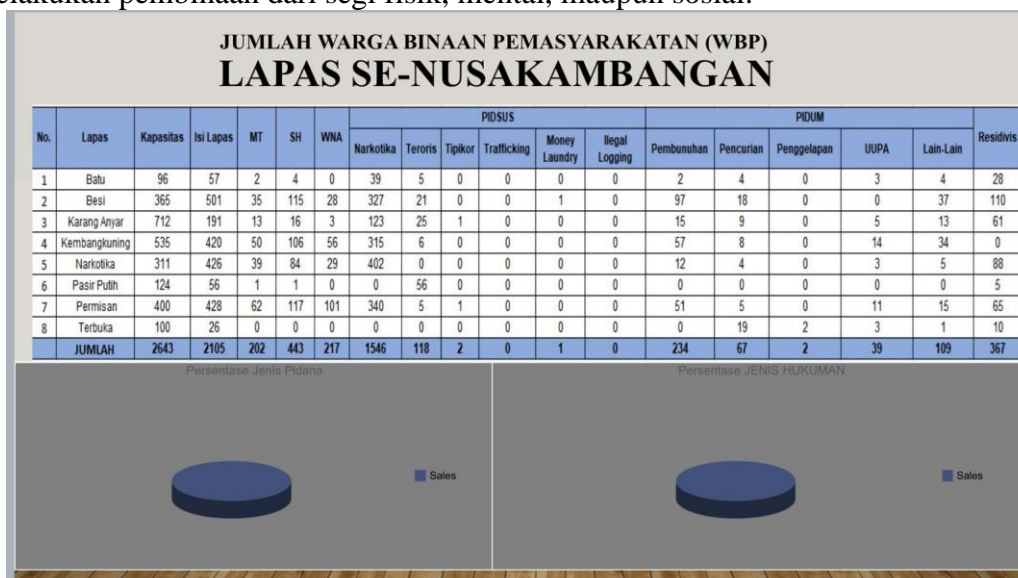 elakukan pembinaan dari segi fisik, mental, maupun sosial.
JUMLAH WARGA BINAAN PEMASYARAKATAN (WBP)
LAPAS SE-NUSAKAMBANGAN
No. Lapas Kapasitas Isi Lapas MT SH WNA PIDSUS PIDUM Residivis
Narkotika Teroris Tipikor Trafficking Money Laundry Ilegal Logging Pembunuhan Pencurian Penggelapan UUPA Lain-Lain
1 Batu 96 57 2 4 0 39 5 0 0 0 0 2 4 0 3 4 28
2 Besi 365 501 35 115 28 327 21 0 0 1 0 97 18 0 0 37 110
3 Karang Anyar 712 191 13 16 3 123 25 1 0 0 0 15 9 0 5 13 61
4 Kembangkuning 535 420 50 106 56 315 6 0 0 0 0 57 8 0 14 34 0
5 Narkotika 311 426 39 84 29 402 0 0 0 0 0 12 4 0 3 5 88
6 Pasir Putih 124 56 1 1 0 0 56 0 0 0 0 0 0 0 0 0 5
7 Permisan 400 428 62 117 101 340 5 1 0 0 0 51 5 0 11 15 65
8 Terbuka 100 26 0 0 0 0 0 0 0 0 0 0 19 2 3 1 10
JUMLAH 2643 2105 202 443 217 1546 118 2 0 1 0 234 67 2 39 109 367
Persentase Jenis Pidana
Sales
Persentase JENIS HUKUMAN
Sales